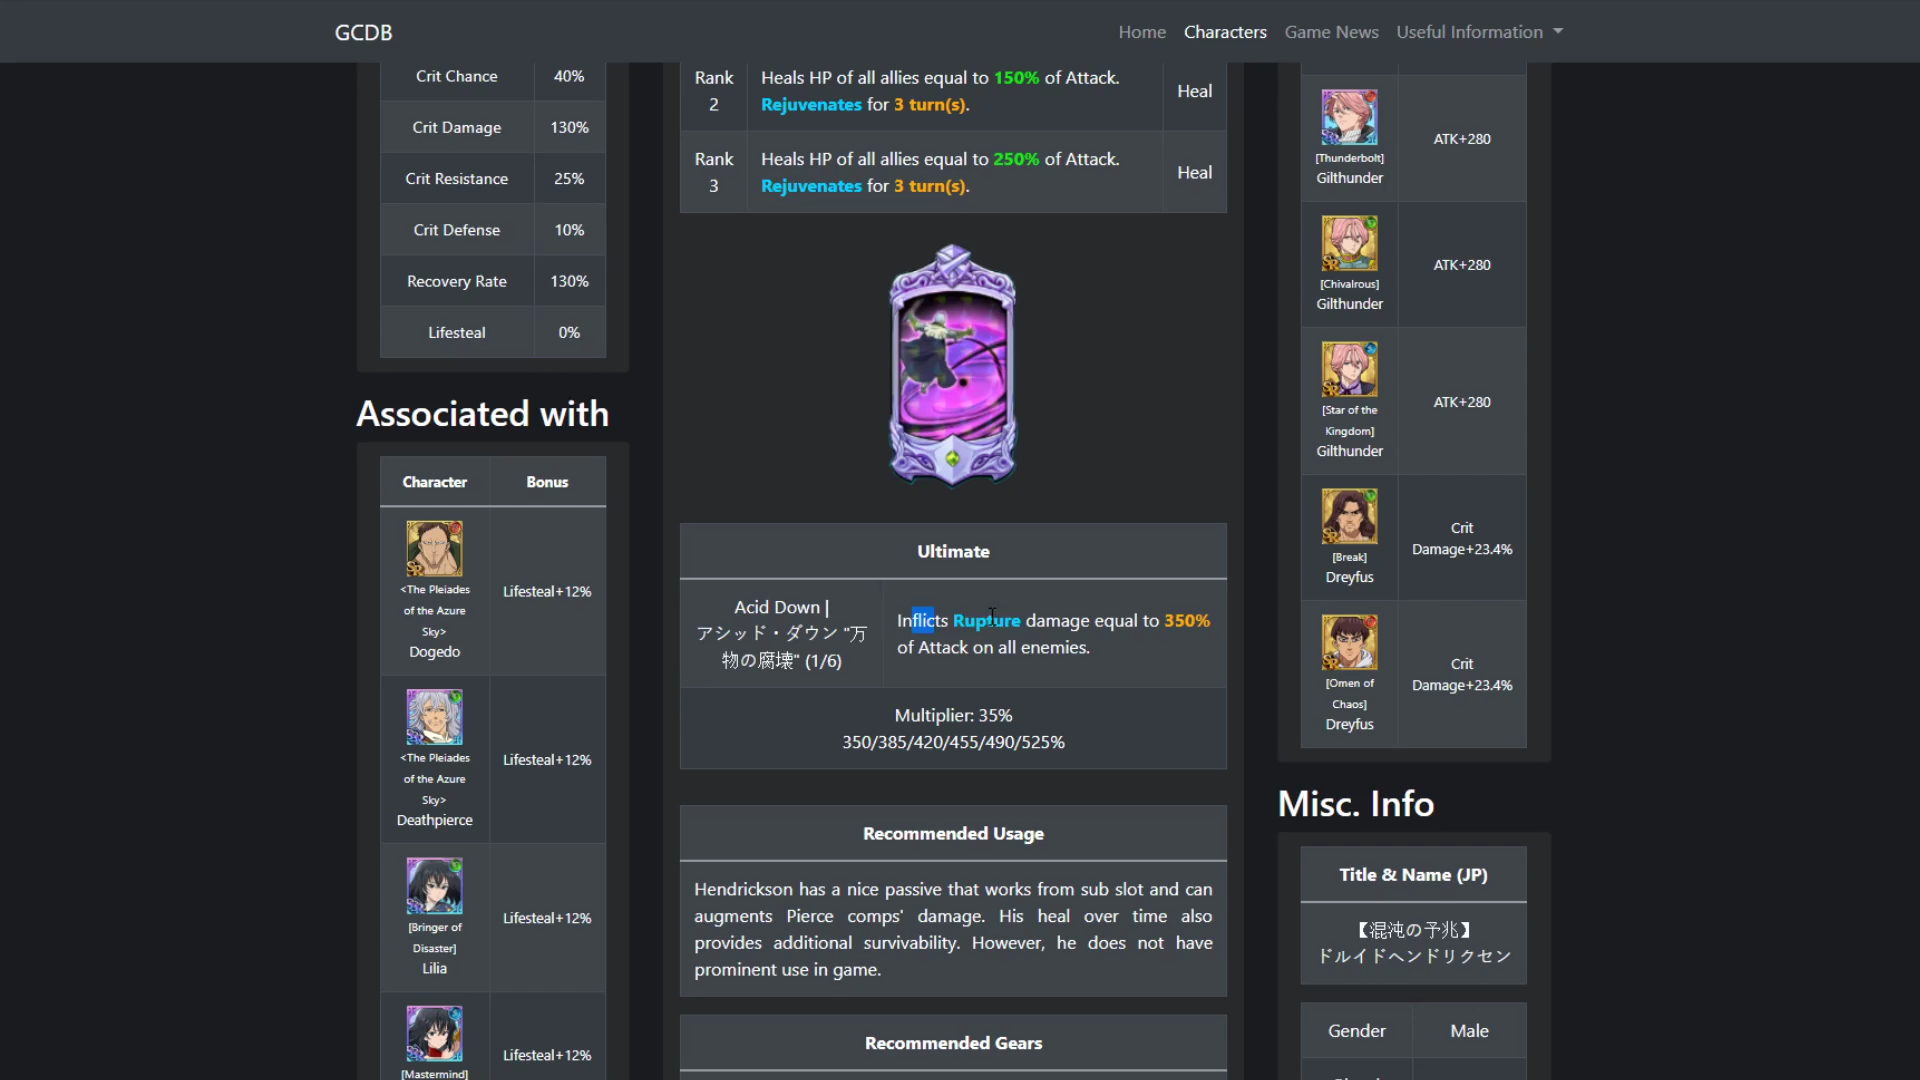 GCDB
Home
Characters
Game News
Useful Information
Crit Chance 40%
Crit Damage 130%
Crit Resistance 25%
Crit Defense 10%
Recovery Rate 130%
Lifesteal 0%
Associated with
Character Bonus
SR
<The Pleiades
of the Azure
Sky>
Dogedo
Lifesteal+12%
<The Pleiades
of the Azure
Sky>
Deathpierce
Lifesteal+12%
[Bringer of
Disaster]
Lilia
Lifesteal+12%
[Mastermind]
Lifesteal+12%
Rank
2
Heals HP of all allies equal to 150% of Attack.
Rejuvenates for 3 turn(s).
Heal
Rank
3
Heals HP of all allies equal to 250% of Attack.
Rejuvenates for 3 turn(s).
Heal
Ultimate
Acid Down |
アシッド・ダウン "万
物の腐壊" (1/6)
Inflicts Rupture damage equal to 350%
of Attack on all enemies.
Multiplier: 35%
350/385/420/455/490/525%
Recommended Usage
Hendrickson has a nice passive that works from sub slot and can
augments Pierce comps' damage. His heal over time also
provides additional survivability. However, he does not have
prominent use in game.
Recommended Gears
[Thunderbolt]
Gilthunder
ATK+280
SR
[Chivalrous]
Gilthunder
ATK+280
SR
[Star of the
Kingdom]
Gilthunder
ATK+280
SR
[Break]
Dreyfus
Crit
Damage+23.4%
SR
[Omen of
Chaos]
Dreyfus
Crit
Damage+23.4%
Misc. Info
Title & Name (JP)
【混沌の予兆】
ドルイドヘンドリクセン
Gender Male